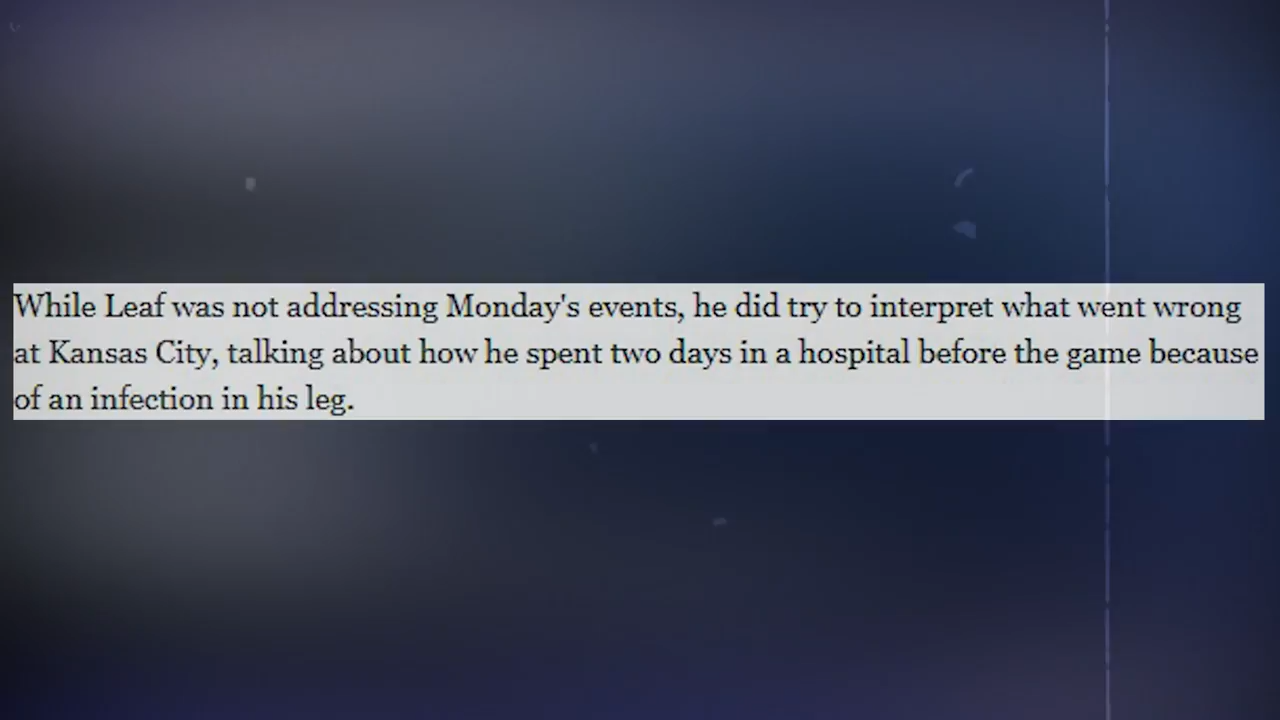 While Leaf was not addressing Monday's events, he did try to interpret what went wrong
at Kansas City, talking about how he spent two days in a hospital before the game because
of an infection in his leg.